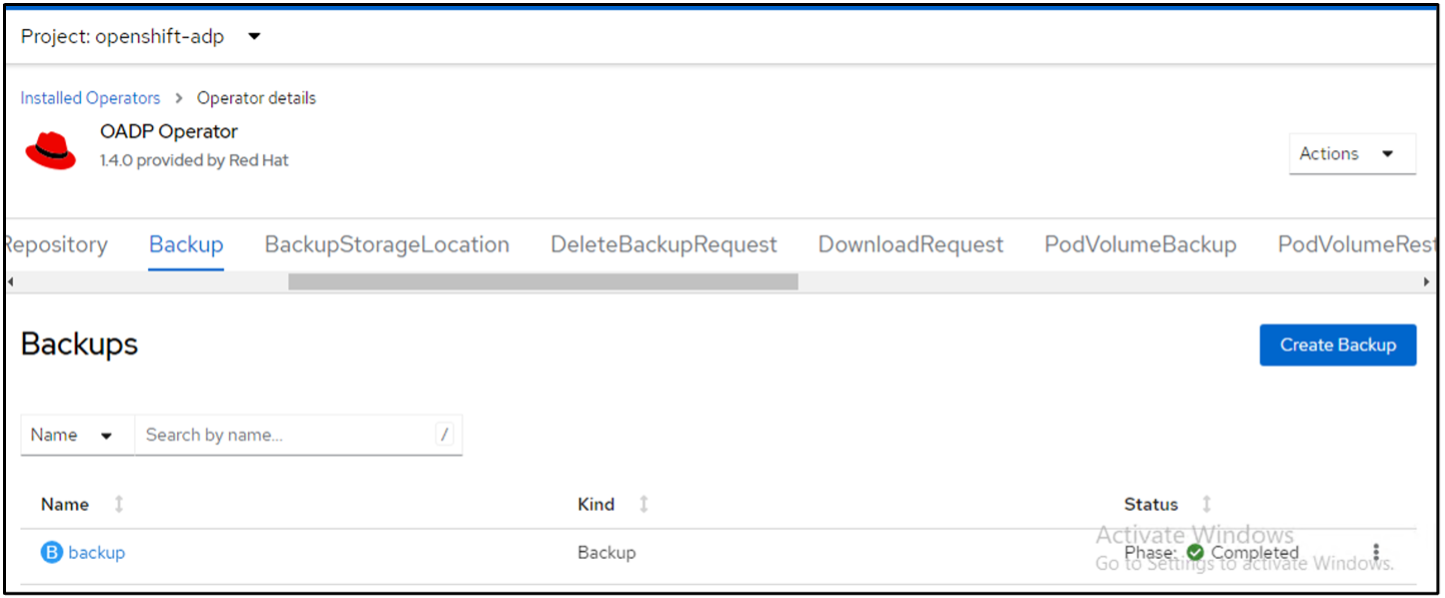 Project: openshift-adp
Installed Operators > Operator details
OADP Operator
1.4.0 provided by Red Hat
Actions
Repository Backup BackupStorageLocation DeleteBackupRequest DownloadRequest PodVolumeBackup PodVolumeRest
Backups
Create Backup
Name Search by name... /
Name Kind Status
B backup Backup Phase: Completed
Activate Windows
Go to Settings to activate Windows.